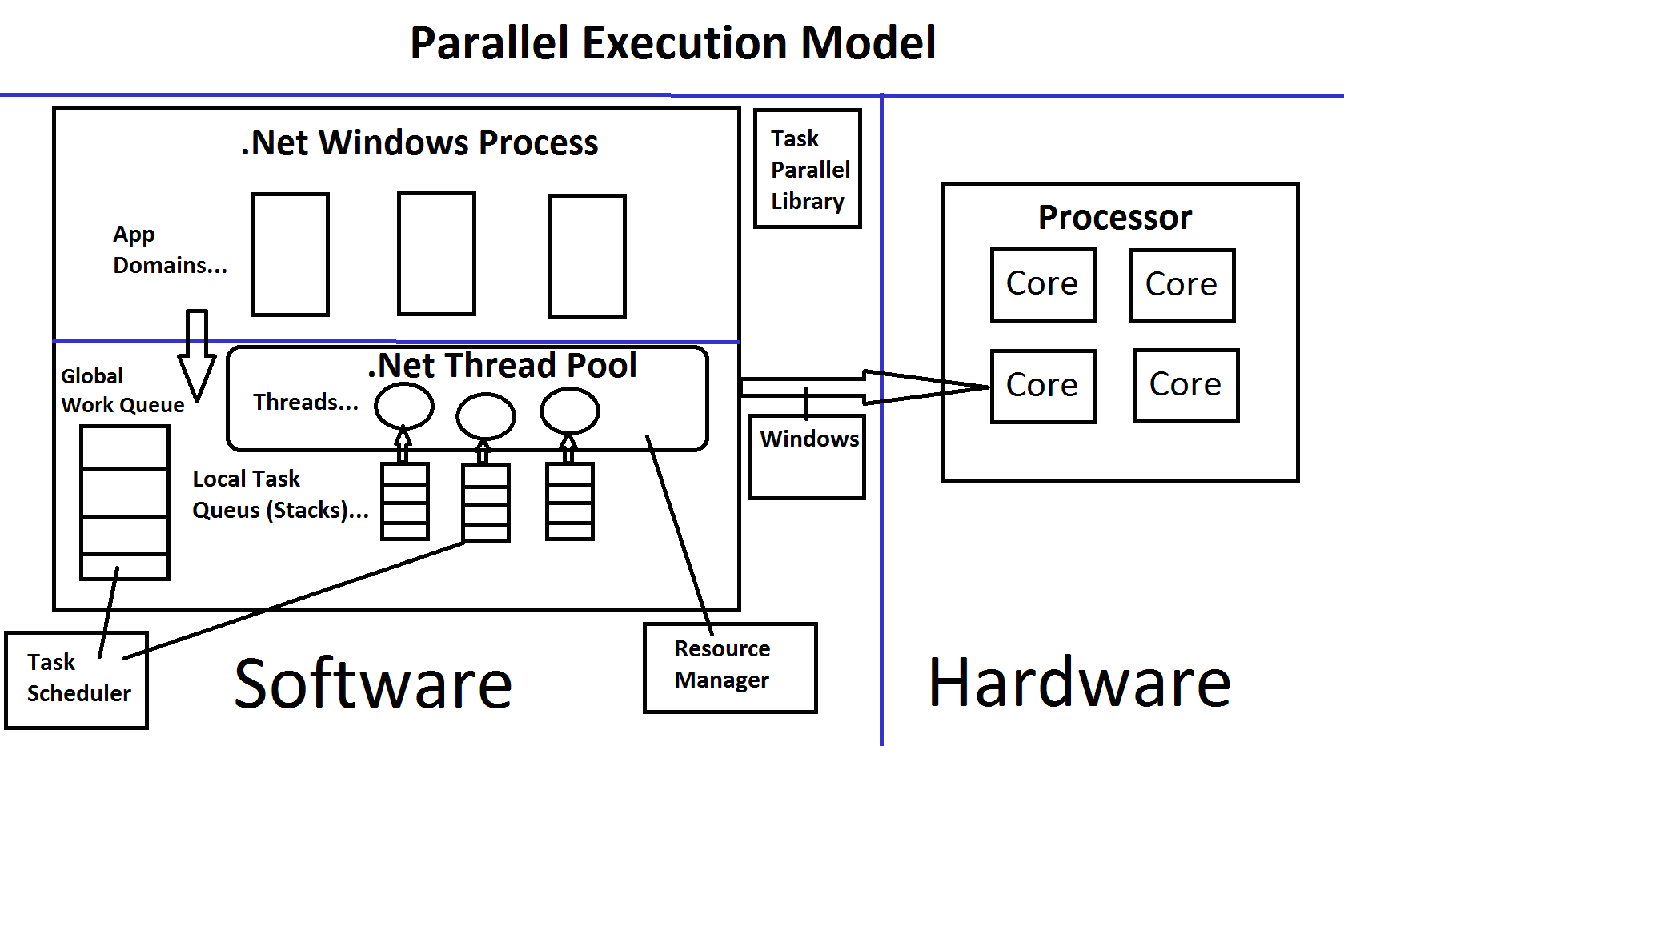 Parallel Execution Model
.Net Windows Process
Task
Parallel
Library
App
Domains...
Processor
Core
Core
Core
Core
.Net Thread Pool
Global
Work Queue
Threads...
Windows
Local Task
Queus (Stacks)...
Task
Scheduler
Software
Resource
Manager
Hardware